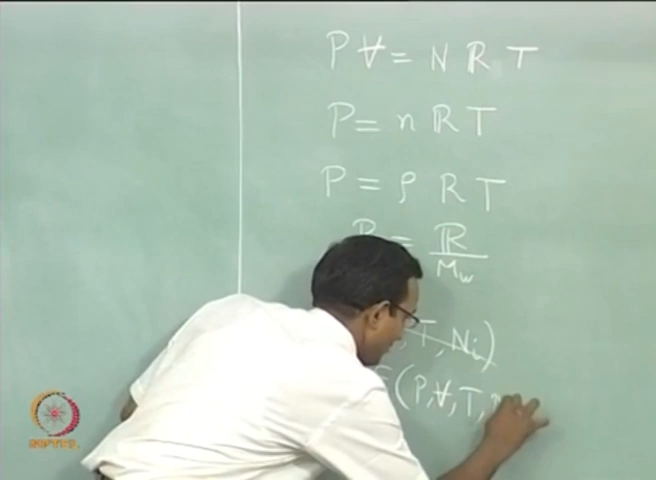 P V = N ℝ T
P = n ℝ T
P = ρ R T
R = ℝ / Mw
, T, Ni)
(P, V, T,